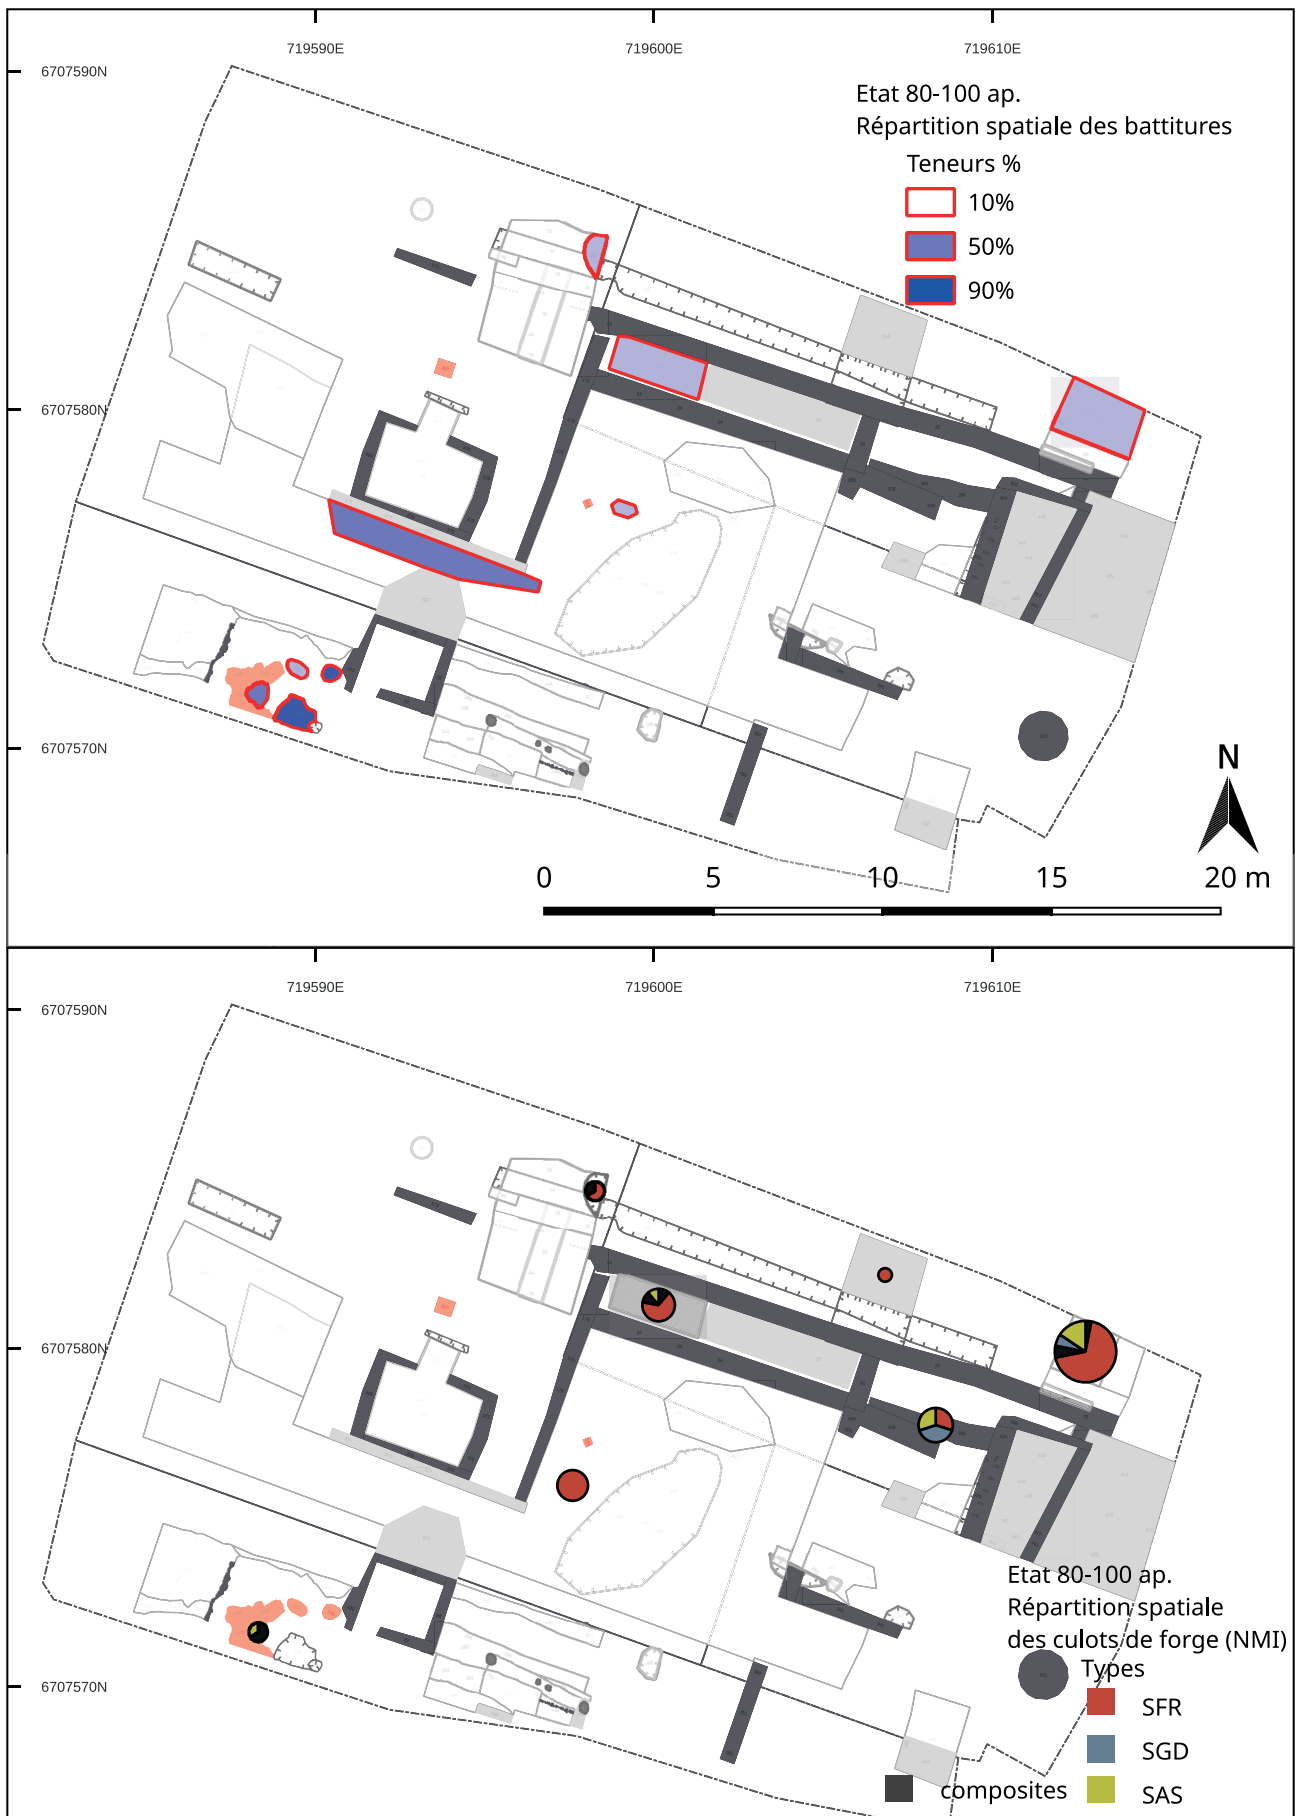 719590E 719600E 719610E
6707590N
Etat 80-100 ap.
Répartition spatiale des battitures
Teneurs %
10%
50%
90%
6707580N
6707570N
N
0 5 10 15 20 m
719590E 719600E 719610E
6707590N
6707580N
Etat 80-100 ap.
Répartition spatiale
des culots de forge (NMI)
Types
6707570N
SFR
SGD
composites SAS